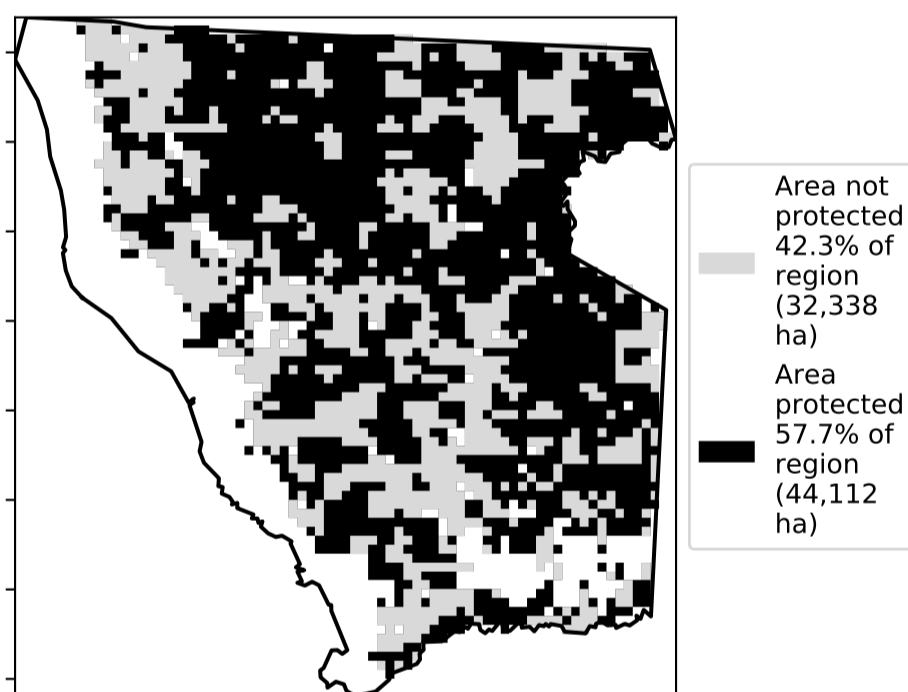 Area not
protected
42.3% of
region
(32,338
ha)
Area
protected
57.7% of
region
(44,112
ha)